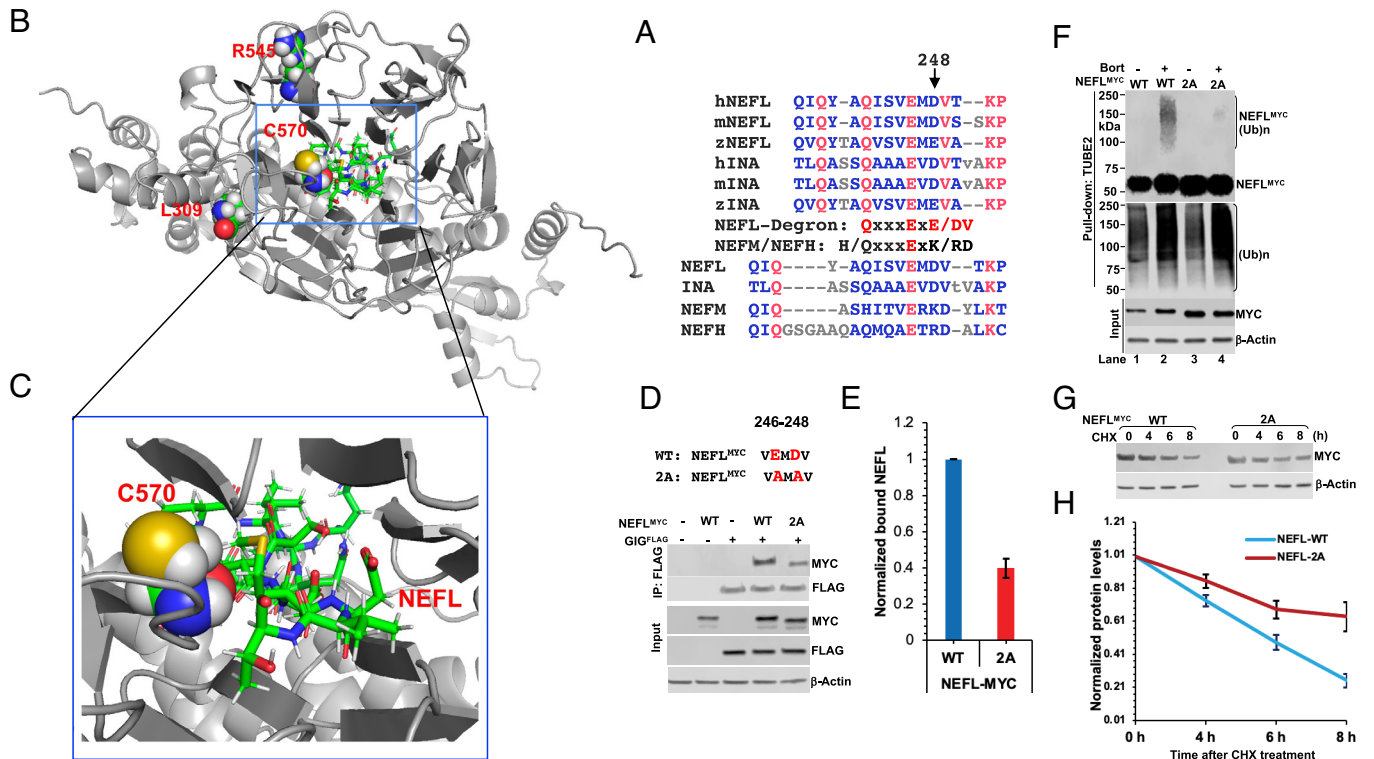 B
R545
C570
L309
C
C570
NEFL
A
248
hNEFL QIQY-AQISVEMDVT--KP
mNEFL QIQY-AQISVEMDVS-SKP
zNEFL QVQYTAQVSVEMEVA--KP
hINA TLQASSQAAAEVDVTvAKP
mINA TLQASSQAAAEVDVAvAKP
zINA QVQYTAQVSVEMEVA--KP
NEFL-Degron: QxxxExE/DV
NEFM/NEFH: H/QxxxExK/RD
NEFL QIQ----Y-AQISVEMDV--TKP
INA TLQ----ASSQAAAEVDVtVAKP
NEFM QIQ-----ASHITVERKD-YLKT
NEFH QIQGSGAAQAQMQAETRD-ALKC
D
246-248
WT: NEFLMYC VEMDV
2A: NEFLMYC VAMAV
NEFLMYC - WT - WT 2A
GIGFLAG - - + + +
IP: FLAG
MYC
FLAG
Input
MYC
FLAG
β-Actin
E
Normalized bound NEFL
1.2
1
0.8
0.6
0.4
0.2
0
WT 2A
NEFL-MYC
F
Bort - + - +
NEFLMYC WT WT 2A 2A
Pull-down: TUBE2
250
150
kDa
100
75
50
NEFLMYC
(Ub)n
NEFLMYC
250
150
100
75
50
(Ub)n
Input
MYC
β-Actin
Lane 1 2 3 4
G
NEFLMYC WT 2A
CHX 0 4 6 8 0 4 6 8 (h)
MYC
β-Actin
H
Normalized protein levels
1.21
1.01
0.81
0.61
0.41
0.21
0.01
NEFL-WT
NEFL-2A
0 h 4 h 6 h 8 h
Time after CHX treatment